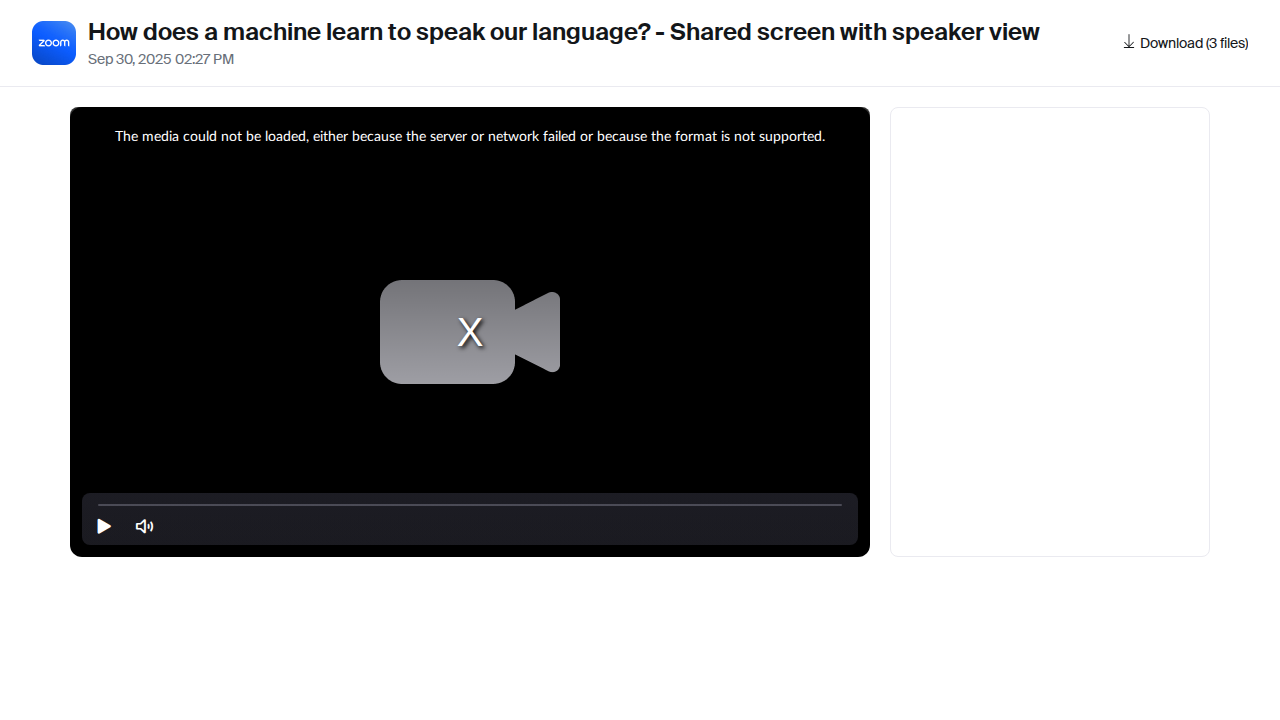 zoom
How does a machine learn to speak our language? - Shared screen with speaker view
Sep 30, 2025 02:27 PM
Download (3 files)
The media could not be loaded, either because the server or network failed or because the format is not supported.
X